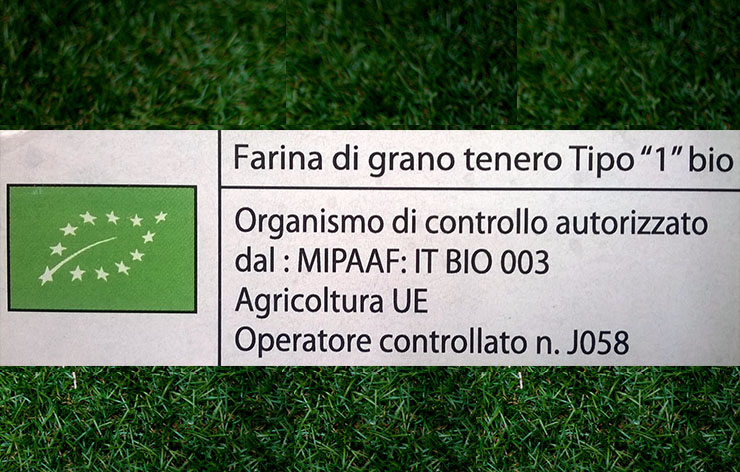 Farina di grano tenero Tipo “1” bio
Organismo di controllo autorizzato
dal : MIPAAF: IT BIO 003
Agricoltura UE
Operatore controllato n. J058